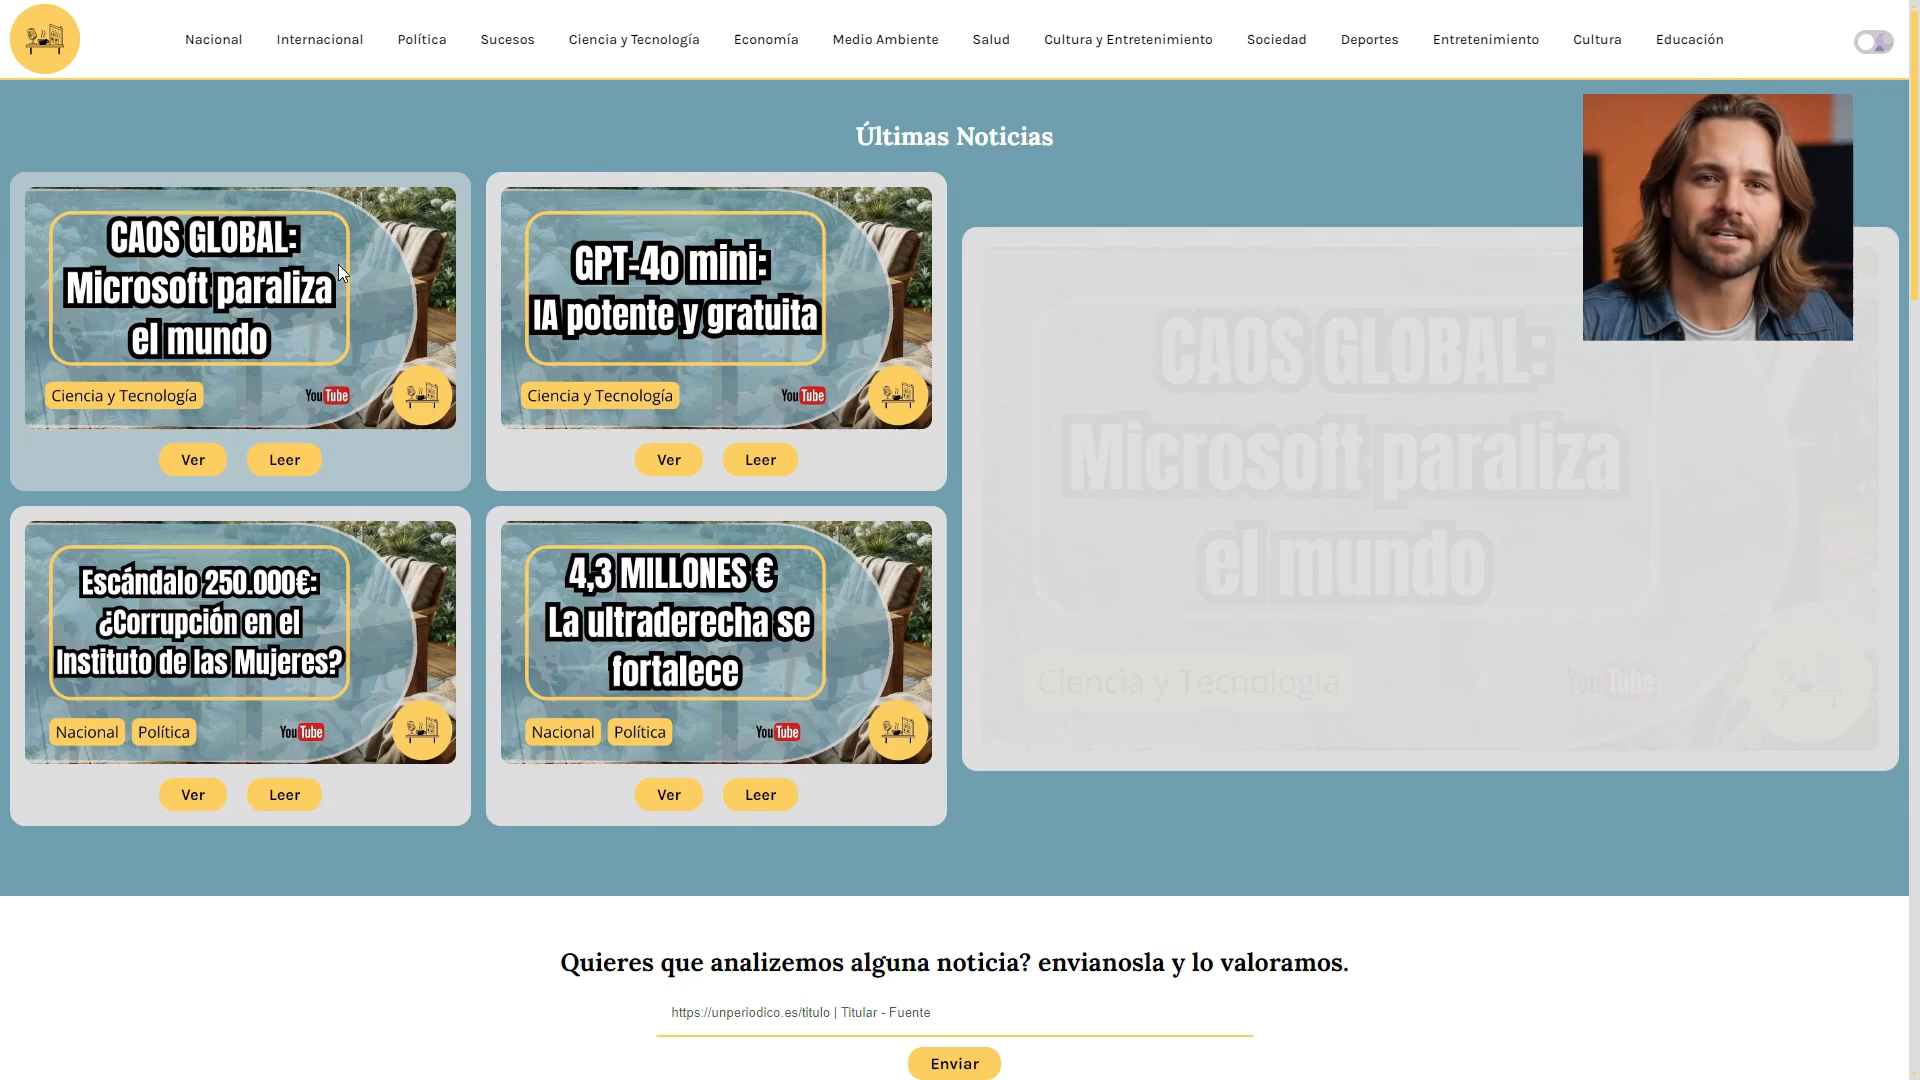 Nacional Internacional Política Sucesos Ciencia y Tecnología Economía Medio Ambiente Salud Cultura y Entretenimiento Sociedad Deportes Entretenimiento Cultura Educación
Últimas Noticias
CAOS GLOBAL:
Microsoft paraliza
el mundo
Ciencia y Tecnología
YouTube
Ver Leer
GPT-4o mini:
IA potente y gratuita
Ciencia y Tecnología
YouTube
Ver Leer
CAOS GLOBAL:
Microsoft paraliza
el mundo
Ciencia y Tecnología
YouTube
Escándalo 250.000€:
¿Corrupción en el
Instituto de las Mujeres?
Nacional Política
YouTube
Ver Leer
4,3 MILLONES €
La ultraderecha se
fortalece
Nacional Política
YouTube
Ver Leer
Quieres que analizemos alguna noticia? envianosla y lo valoramos.
https://unperiodico.es/titulo | Titular - Fuente
Enviar